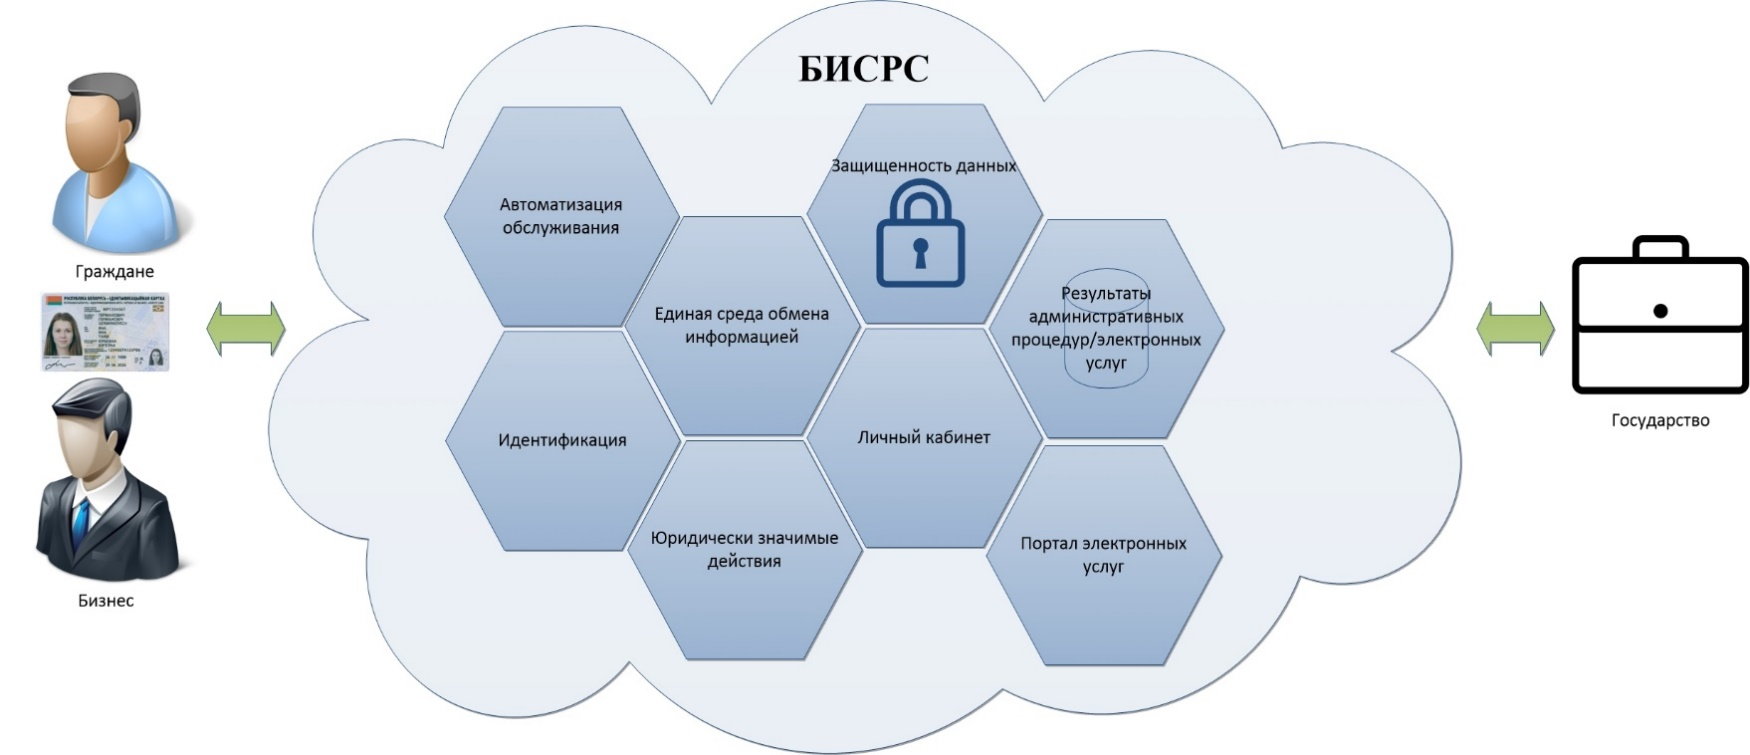 БИСРС
Защищенность данных
Автоматизация
обслуживания
Граждане
Результаты
административных
процедур/электронных
услуг
Единая среда обмена
информацией
Государство
Идентификация
Личный кабинет
Юридически значимые
действия
Портал электронных
услуг
Бизнес